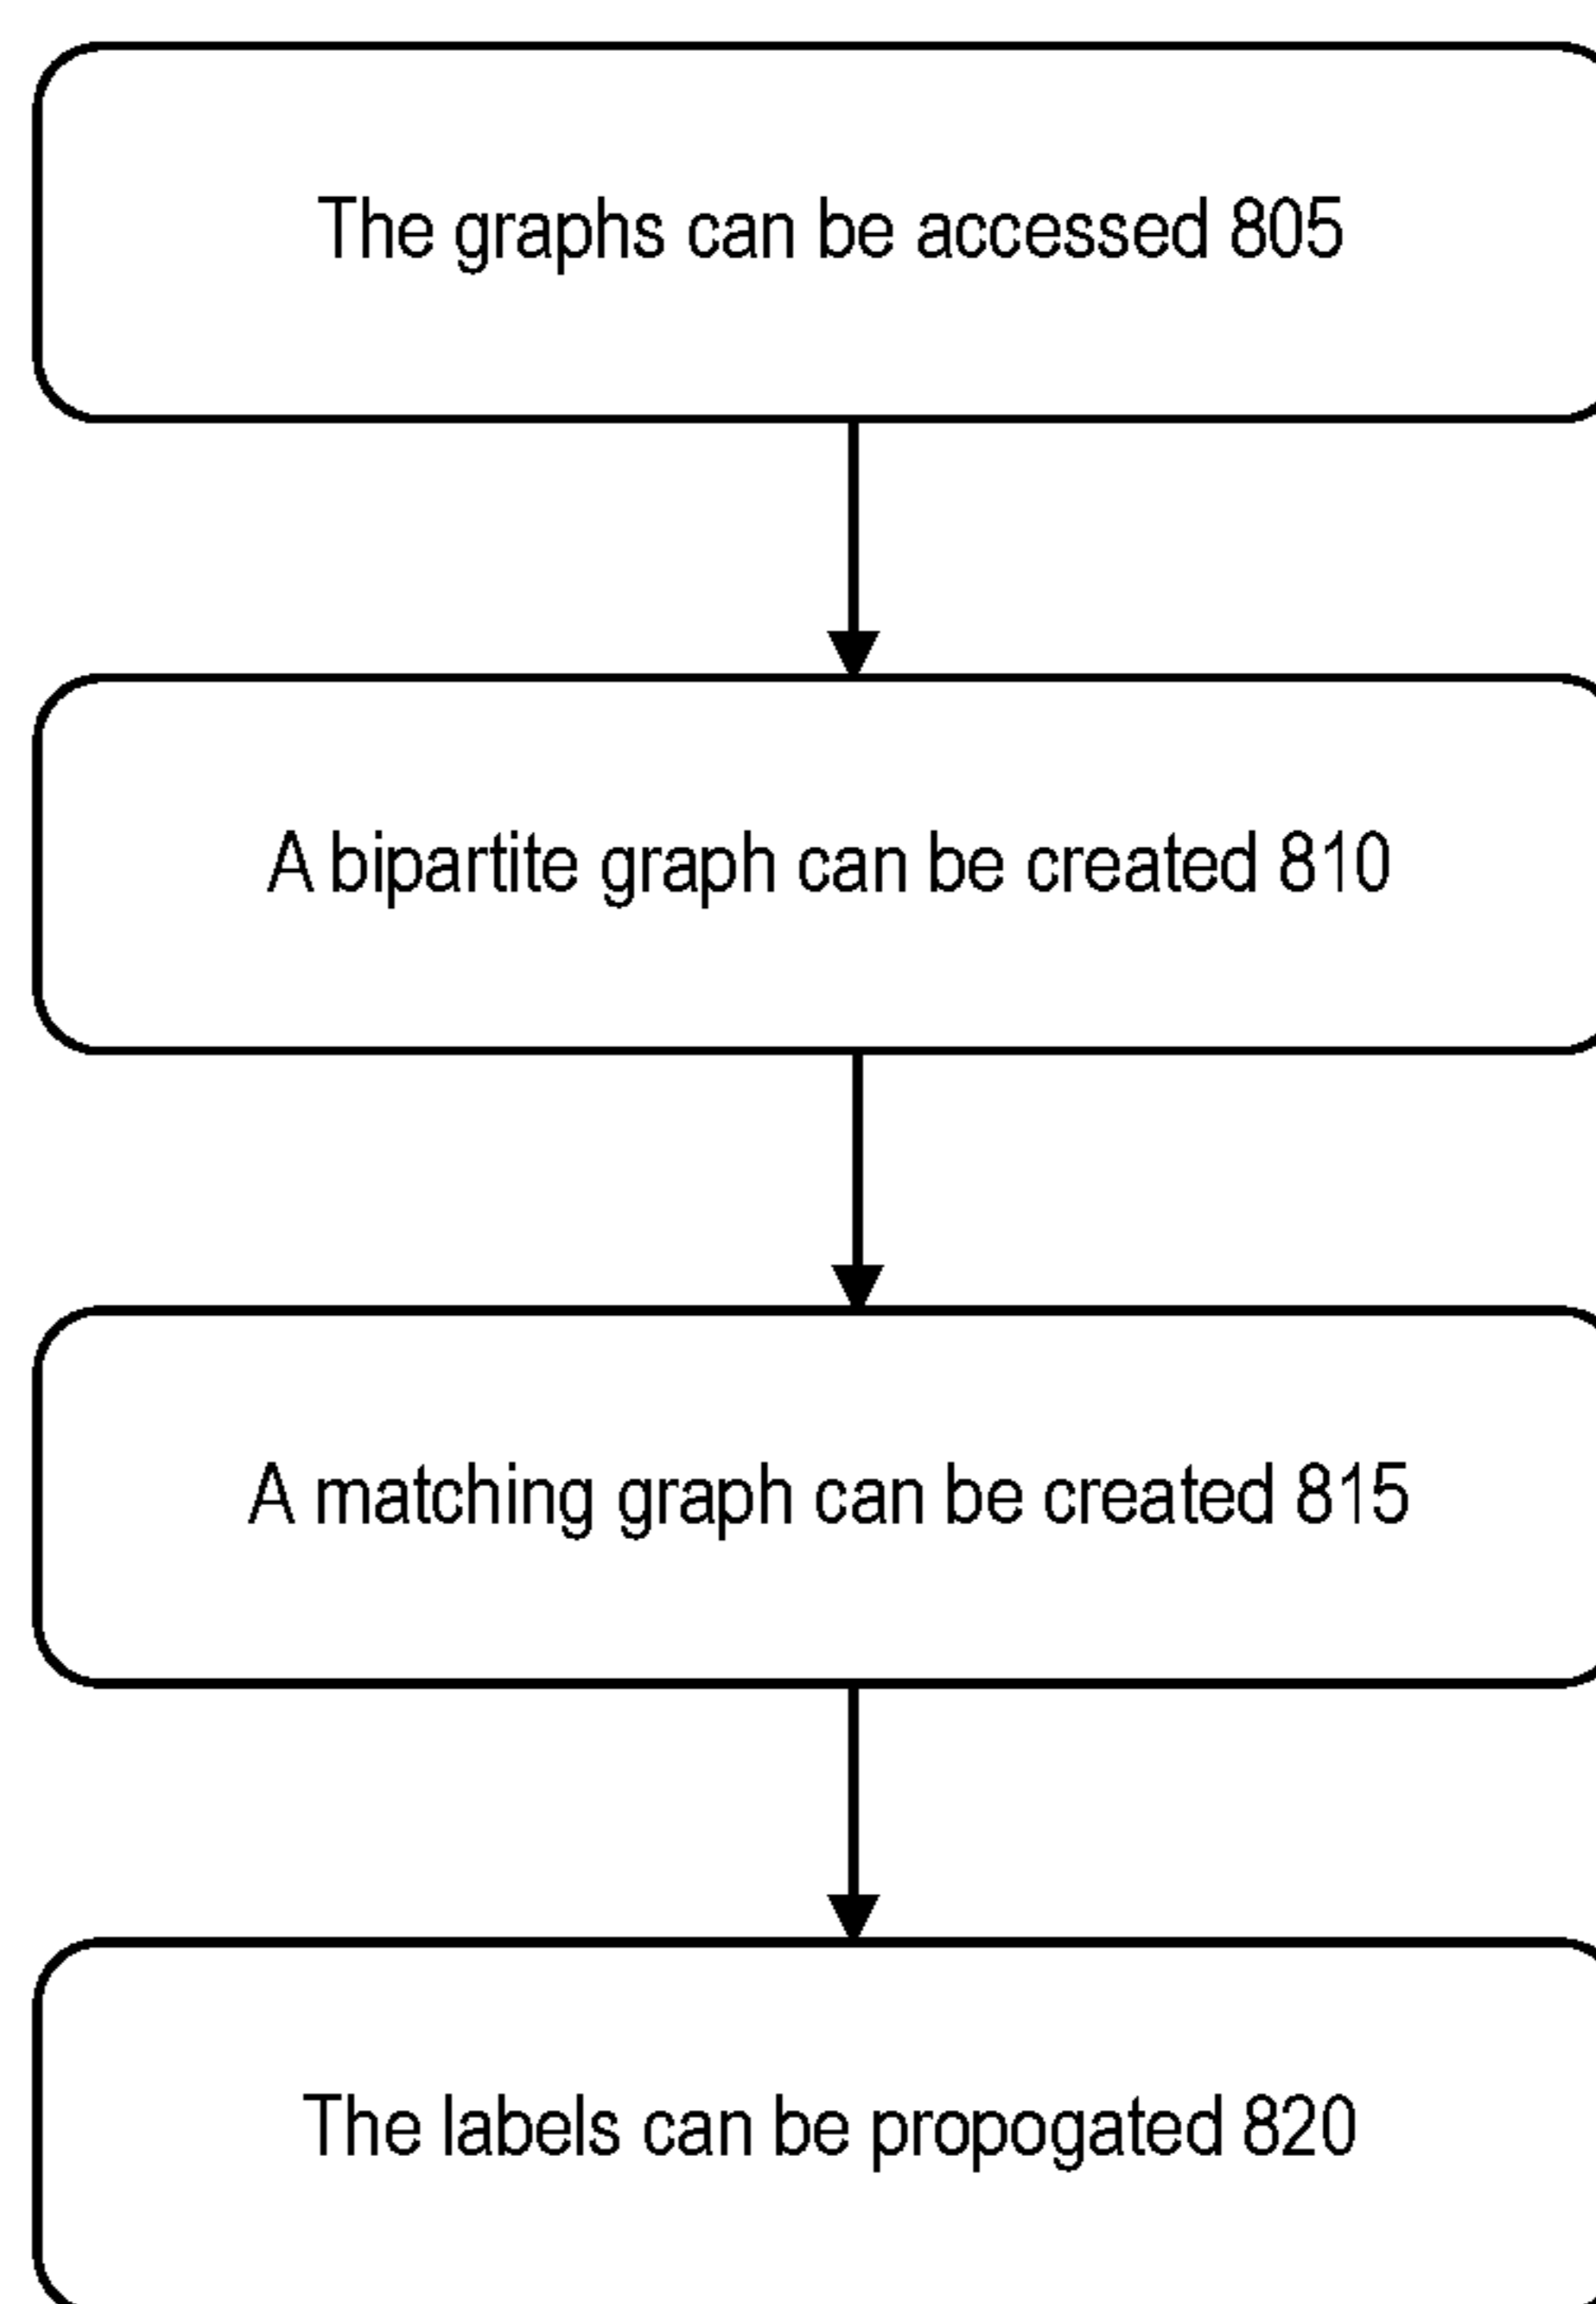 The graphs can be accessed 805
A bipartite graph can be created 810
A matching graph can be created 815
The labels can be propogated 820